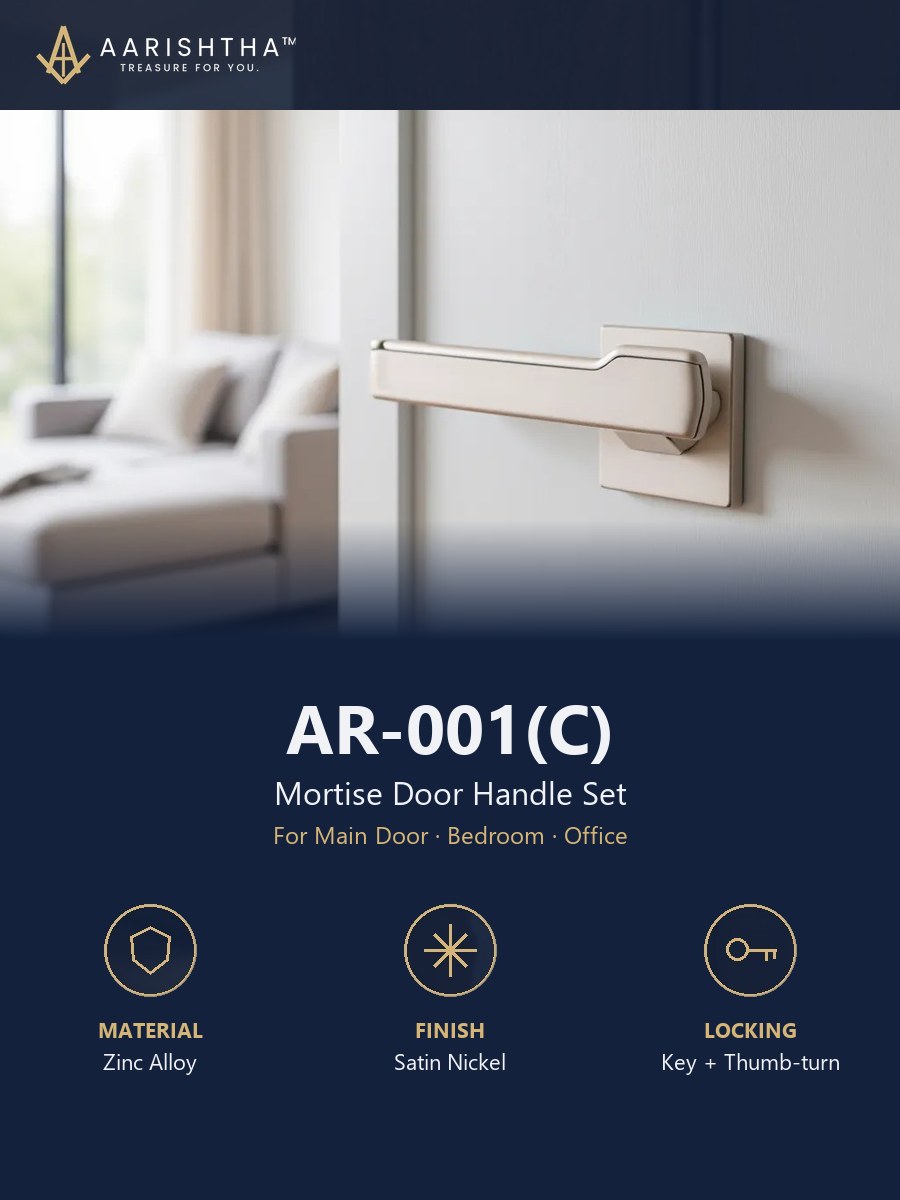 AARISHTHA™
TREASURE FOR YOU.
AR-001(C)
Mortise Door Handle Set
For Main Door · Bedroom · Office
MATERIAL
Zinc Alloy
FINISH
Satin Nickel
LOCKING
Key + Thumb-turn